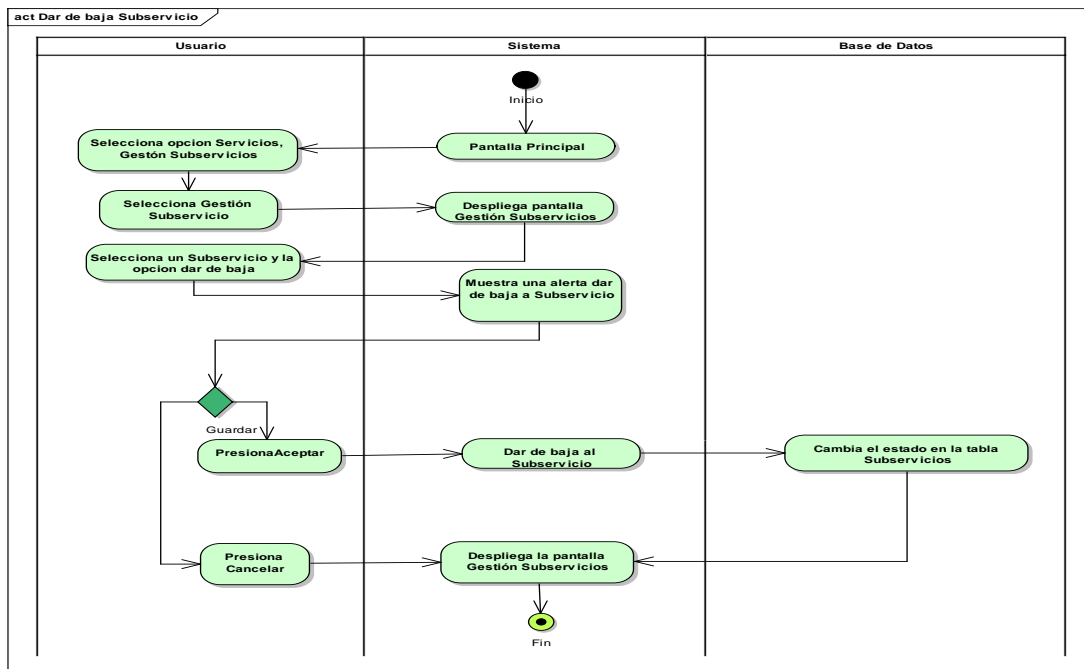 act Dar de baja Subservicio
Usuario
Sistema
Base de Datos
Inicio
Pantalla Principal
Selecciona opcion Servicios,
Gestón Subservicios
Selecciona Gestión
Subservicio
Despliega pantalla
Gestión Subservicios
Selecciona un Subservicio y la
opcion dar de baja
Muestra una alerta dar
de baja a Subservicio
Guardar
PresionaAceptar
Dar de baja al
Subservicio
Cambia el estado en la tabla
Subservicios
Presiona
Cancelar
Despliega la pantalla
Gestión Subservicios
Fin